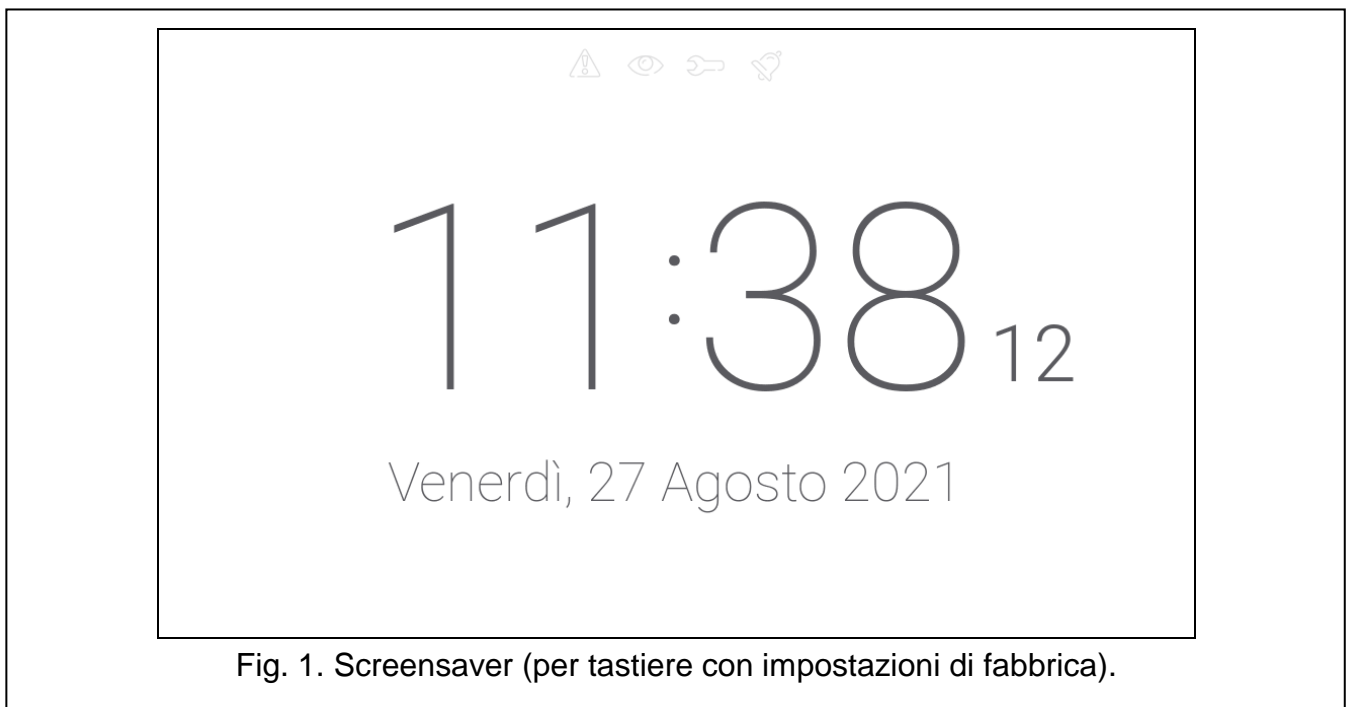 11:38 12
Venerdì, 27 Agosto 2021
Fig. 1. Screensaver (per tastiere con impostazioni di fabbrica).